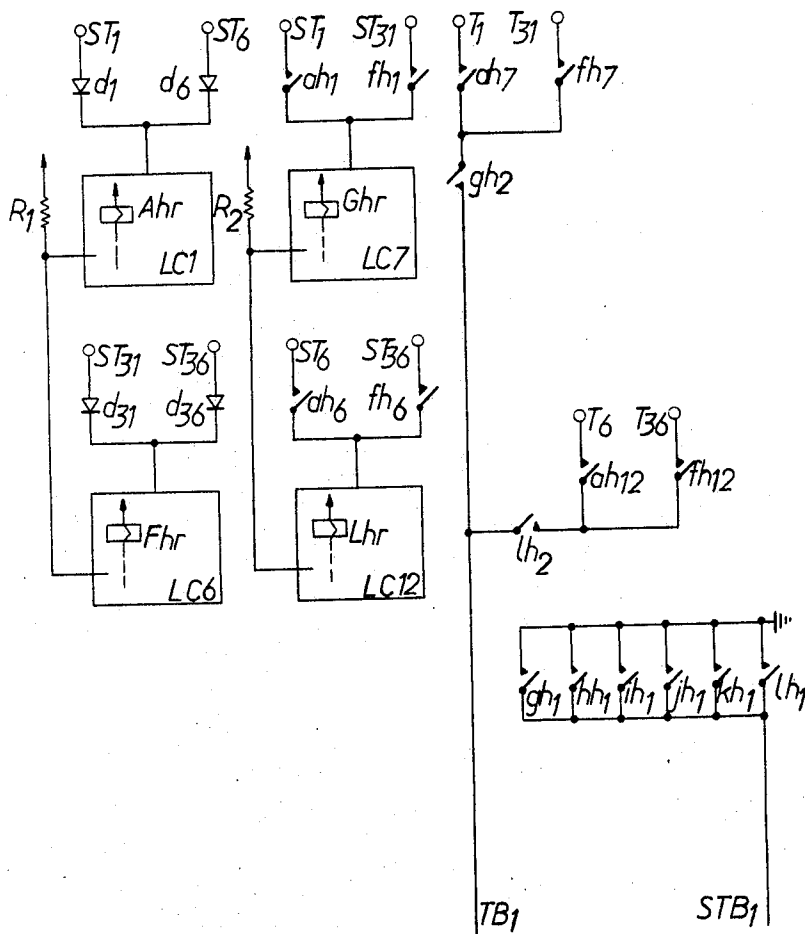 ST1 ST6 ST1 ST31 T1 T31
d1 d6 ah1 fh1 ah7 fh7
gh2
R1 Ahr R2 Ghr
LC1 LC7
ST31 ST36 ST6 ST36
d31 d36 ah6 fh6
T6 T36
ah12 fh12
Fhr Lhr
lh2
LC6 LC12
gh1 hh1 ih1 jh1 kh1 lh1
TB1 STB1